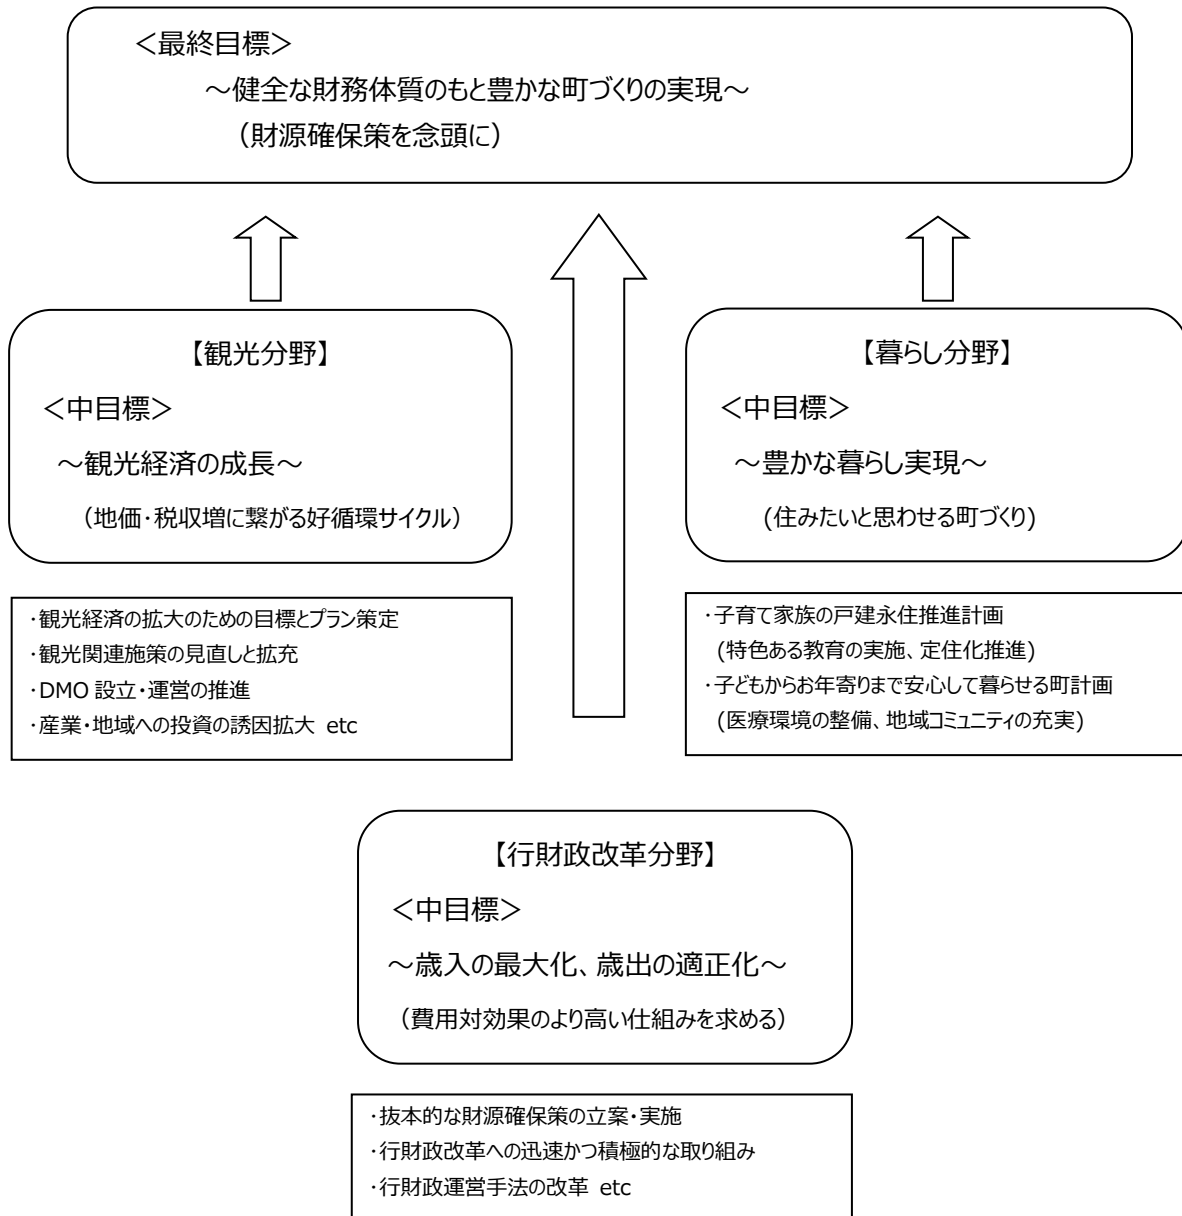 ＜最終目標＞
～健全な財務体質のもと豊かな町づくりの実現～
（財源確保策を念頭に）
【観光分野】
＜中目標＞
～観光経済の成長～
（地価・税収増に繋がる好循環サイクル）
・観光経済の拡大のための目標とプラン策定
・観光関連施策の見直しと拡充
・DMO 設立・運営の推進
・産業・地域への投資の誘因拡大 etc
【暮らし分野】
＜中目標＞
～豊かな暮らし実現～
(住みたいと思わせる町づくり)
・子育て家族の戸建永住推進計画
(特色ある教育の実施、定住化推進)
・子どもからお年寄りまで安心して暮らせる町計画
(医療環境の整備、地域コミュニティの充実)
【行財政改革分野】
＜中目標＞
～歳入の最大化、歳出の適正化～
（費用対効果のより高い仕組みを求める）
・抜本的な財源確保策の立案・実施
・行財政改革への迅速かつ積極的な取り組み
・行財政運営手法の改革 etc